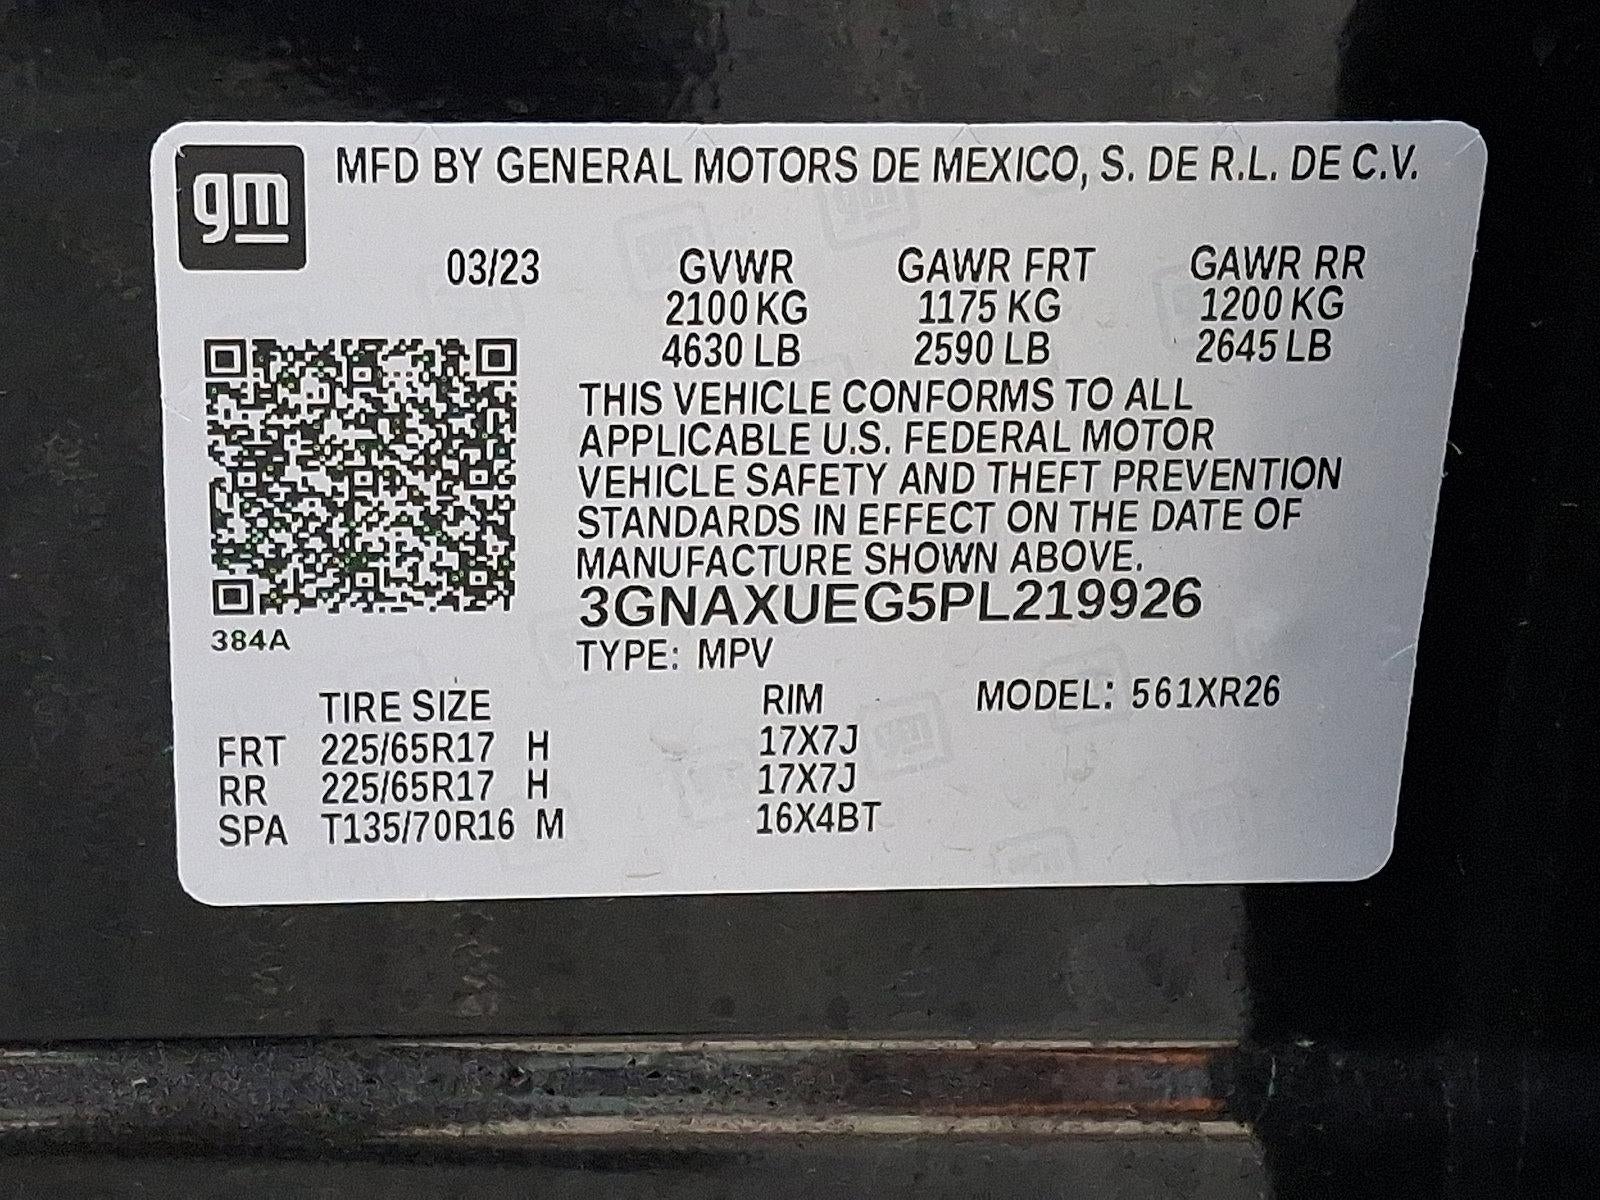 gm
MFD BY GENERAL MOTORS DE MEXICO, S. DE R.L. DE C.V.
03/23 GVWR GAWR FRT GAWR RR
2100 KG 1175 KG 1200 KG
4630 LB 2590 LB 2645 LB
THIS VEHICLE CONFORMS TO ALL
APPLICABLE U.S. FEDERAL MOTOR
VEHICLE SAFETY AND THEFT PREVENTION
STANDARDS IN EFFECT ON THE DATE OF
MANUFACTURE SHOWN ABOVE.
3GNAXUEG5PL219926
384A
TYPE: MPV
TIRE SIZE RIM MODEL: 561XR26
FRT 225/65R17 H 17X7J
RR 225/65R17 H 17X7J
SPA T135/70R16 M 16X4BT